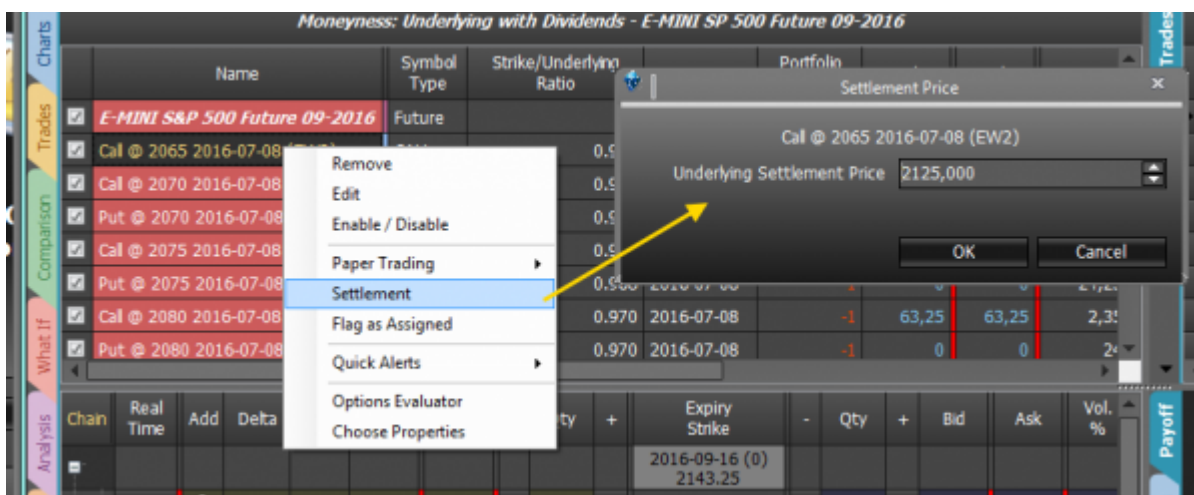 Moneyness: Underlying with Dividends - E-MINI SP 500 Future 09-2016
Charts
Trades
Comparison
What If
Analysis
Trades
Payoff
Name
Symbol Type
Strike/Underlying Ratio
Portfolio
E-MINI S&P 500 Future 09-2016 Future
Call @ 2065 2016-07-08 (EW2)
Call @ 2070 2016-07-08
Put @ 2070 2016-07-08
Call @ 2075 2016-07-08
Put @ 2075 2016-07-08
Call @ 2080 2016-07-08 0.970 2016-07-08 -1 63,25 63,25
Put @ 2080 2016-07-08 0.970 2016-07-08 -1 0 0
Remove
Edit
Enable / Disable
Paper Trading
Settlement
Flag as Assigned
Quick Alerts
Options Evaluator
Choose Properties
Settlement Price
x
Call @ 2065 2016-07-08 (EW2)
Underlying Settlement Price 2125,000
OK Cancel
Chain
Real Time
Add
Delta
+
Expiry Strike
-
Qty
+
Bid
Ask
Vol. %
2016-09-16 (0)
2143.25